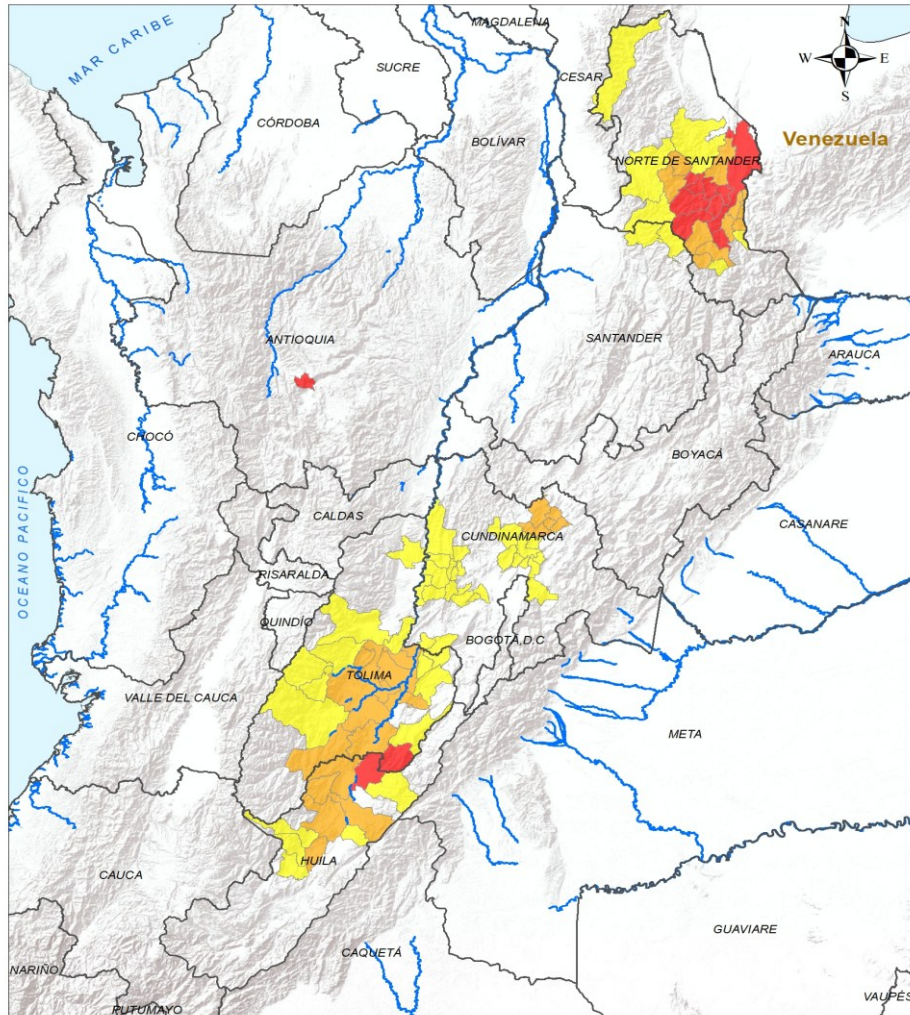 MAGDALENA
N
MAR CARIBE
W
E
SUCRE
CESAR
S
CÓRDOBA
BOLÍVAR
Venezuela
NORTE DE SANTANDER
ANTIOQUIA
SANTANDER
ARAUCA
CHOCÓ
BOYACÁ
OCEANO PACIFICO
CALDAS
CASANARE
CUNDINAMARCA
RISARALDA
QUINDÍO
BOGOTÁ,D.C
TOLIMA
VALLE DEL CAUCA
META
HUILA
CAUCA
GUAVIARE
CAQUETÁ
NARIÑO
VAUPÉS
PUTUMAYO